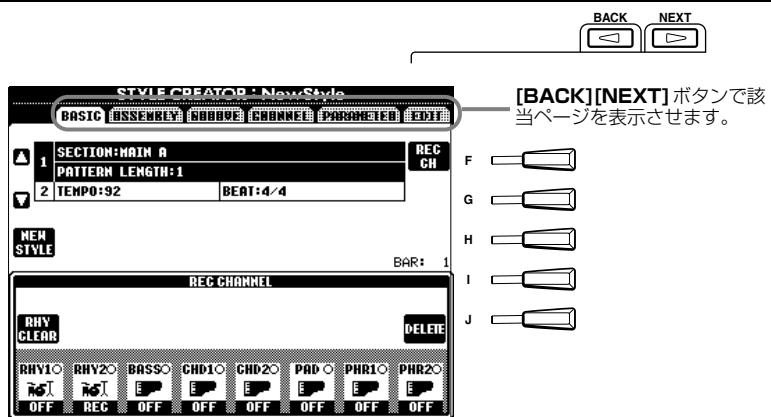 BACK NEXT
STYLE CREATOR : NewStyle
BASIC ASSEMBLY GROOVE CHANNEL PARAMETER EDIT
[BACK][NEXT]ボタンで該
当ページを表示させます。
1 SECTION:MAIN A
PATTERN LENGTH:1
REC
CH
2 TEMPO:92 BEAT:4/4
NEW
STYLE
BAR: 1
F
G
H
I
J
REC CHANNEL
RHY
CLEAR
DELETE
RHY1 RHY2 BASS CHD1 CHD2 PAD PHR1 PHR2
OFF REC OFF OFF OFF OFF OFF OFF